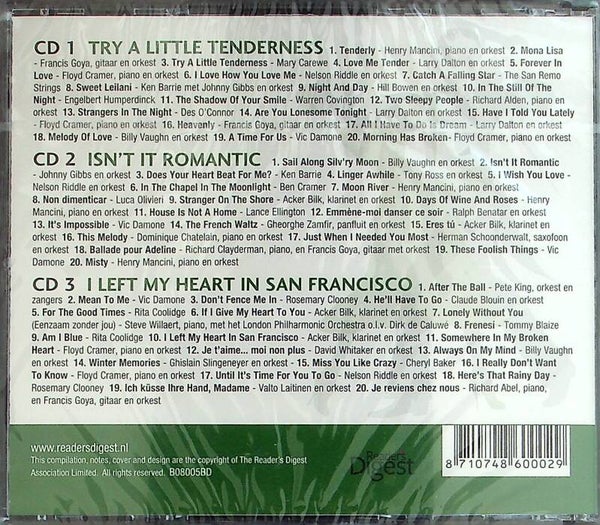 CD 1 TRY A LITTLE TENDERNESS 1. Tenderly - Henry Mancini, piano en orkest 2. Mona Lisa
- Francis Goya, gitaar en orkest 3. Try A Little Tenderness - Mary Carewe 4. Love Me Tender - Larry Dalton en orkest 5. Forever In
Love - Floyd Cramer, piano en orkest 6. I Love How You Love Me - Nelson Riddle en orkest 7. Catch A Falling Star - The San Remo
Strings 8. Sweet Leilani - Ken Barrie met Johnny Gibbs en orkest 9. Night And Day - Hill Bowen en orkest 10. In The Still Of The
Night - Engelbert Humperdinck 11. The Shadow Of Your Smile - Warren Covington 12. Two Sleepy People - Richard Alden, piano en
orkest 13. Strangers In The Night - Des O'Connor 14. Are You Lonesome Tonight - Larry Dalton en orkest 15. Have I Told You Lately
- Floyd Cramer, piano en orkest 16. Heavenly - Francis Goya, gitaar en orkest 17. All I Have To Do Is Dream - Larry Dalton en orkest
18. Melody Of Love - Billy Vaughn en orkest 19. A Time For Us - Vic Damone 20. Morning Has Broken - Floyd Cramer, piano en orkest
CD 2 ISN'T IT ROMANTIC 1. Sail Along Silv'ry Moon - Billy Vaughn en orkest 2. Isn't It Romantic
- Johnny Gibbs en orkest 3. Does Your Heart Beat For Me? - Ken Barrie 4. Linger Awhile - Tony Ross en orkest 5. I Wish You Love -
Nelson Riddle en orkest 6. In The Chapel In The Moonlight - Ben Cramer 7. Moon River - Henry Mancini, piano en orkest
8. Non dimenticar - Luca Olivieri 9. Stranger On The Shore - Acker Bilk, klarinet en orkest 10. Days Of Wine And Roses - Henry
Mancini, piano en orkest 11. House Is Not A Home - Lance Ellington 12. Emmène-moi danser ce soir - Ralph Benatar en orkest
13. It's Impossible - Vic Damone 14. The French Waltz - Gheorghe Zamfir, panfluit en orkest 15. Eres tú - Acker Bilk, klarinet en
orkest 16. This Melody - Dominique Chatelain, piano en orkest 17. Just When I Needed You Most - Herman Schoonderwalt, saxofoon
en orkest 18. Ballade pour Adeline - Richard Clayderman, piano, en Francis Goya, gitaar met orkest 19. These Foolish Things - Vic
Damone 20. Misty - Henry Mancini, piano en orkest
CD 3 I LEFT MY HEART IN SAN FRANCISCO 1. After The Ball - Pete King, orkest en
zangers 2. Mean To Me - Vic Damone 3. Don't Fence Me In - Rosemary Clooney 4. He'll Have To Go - Claude Blouin en orkest
5. For The Good Times - Rita Coolidge 6. If I Give My Heart To You - Acker Bilk, klarinet en orkest 7. Lonely Without You
(Eenzaam zonder jou) - Steve Willaert, piano, met het London Philharmonic Orchestra o.l.v. Dirk de Caluwé 8. Frenesi - Tommy Blaize
9. Am I Blue - Rita Coolidge 10. I Left My Heart In San Francisco - Acker Bilk, klarinet en orkest 11. Somewhere In My Broken
Heart - Floyd Cramer, piano en orkest 12. Je t'aime... moi non plus - David Whitaker en orkest 13. Always On My Mind - Billy Vaughn
en orkest 14. Winter Memories - Ghislain Slingeneyer en orkest 15. Miss You Like Crazy - Cheryl Baker 16. I Really Don't Want
To Know - Floyd Cramer, piano en orkest 17. Until It's Time For You To Go - Nelson Riddle en orkest 18. Here's That Rainy Day -
Rosemary Clooney 19. Ich küsse Ihre Hand, Madame - Valto Laitinen en orkest 20. Je reviens chez nous - Richard Abel, piano,
en Francis Goya, gitaar en orkest
www.readersdigest.nl
This compilation, notes, cover and design are the copyright of The Reader's Digest
Association Limited. All rights reserved. B08005BD
Reader's
Digest
8 710748 600029